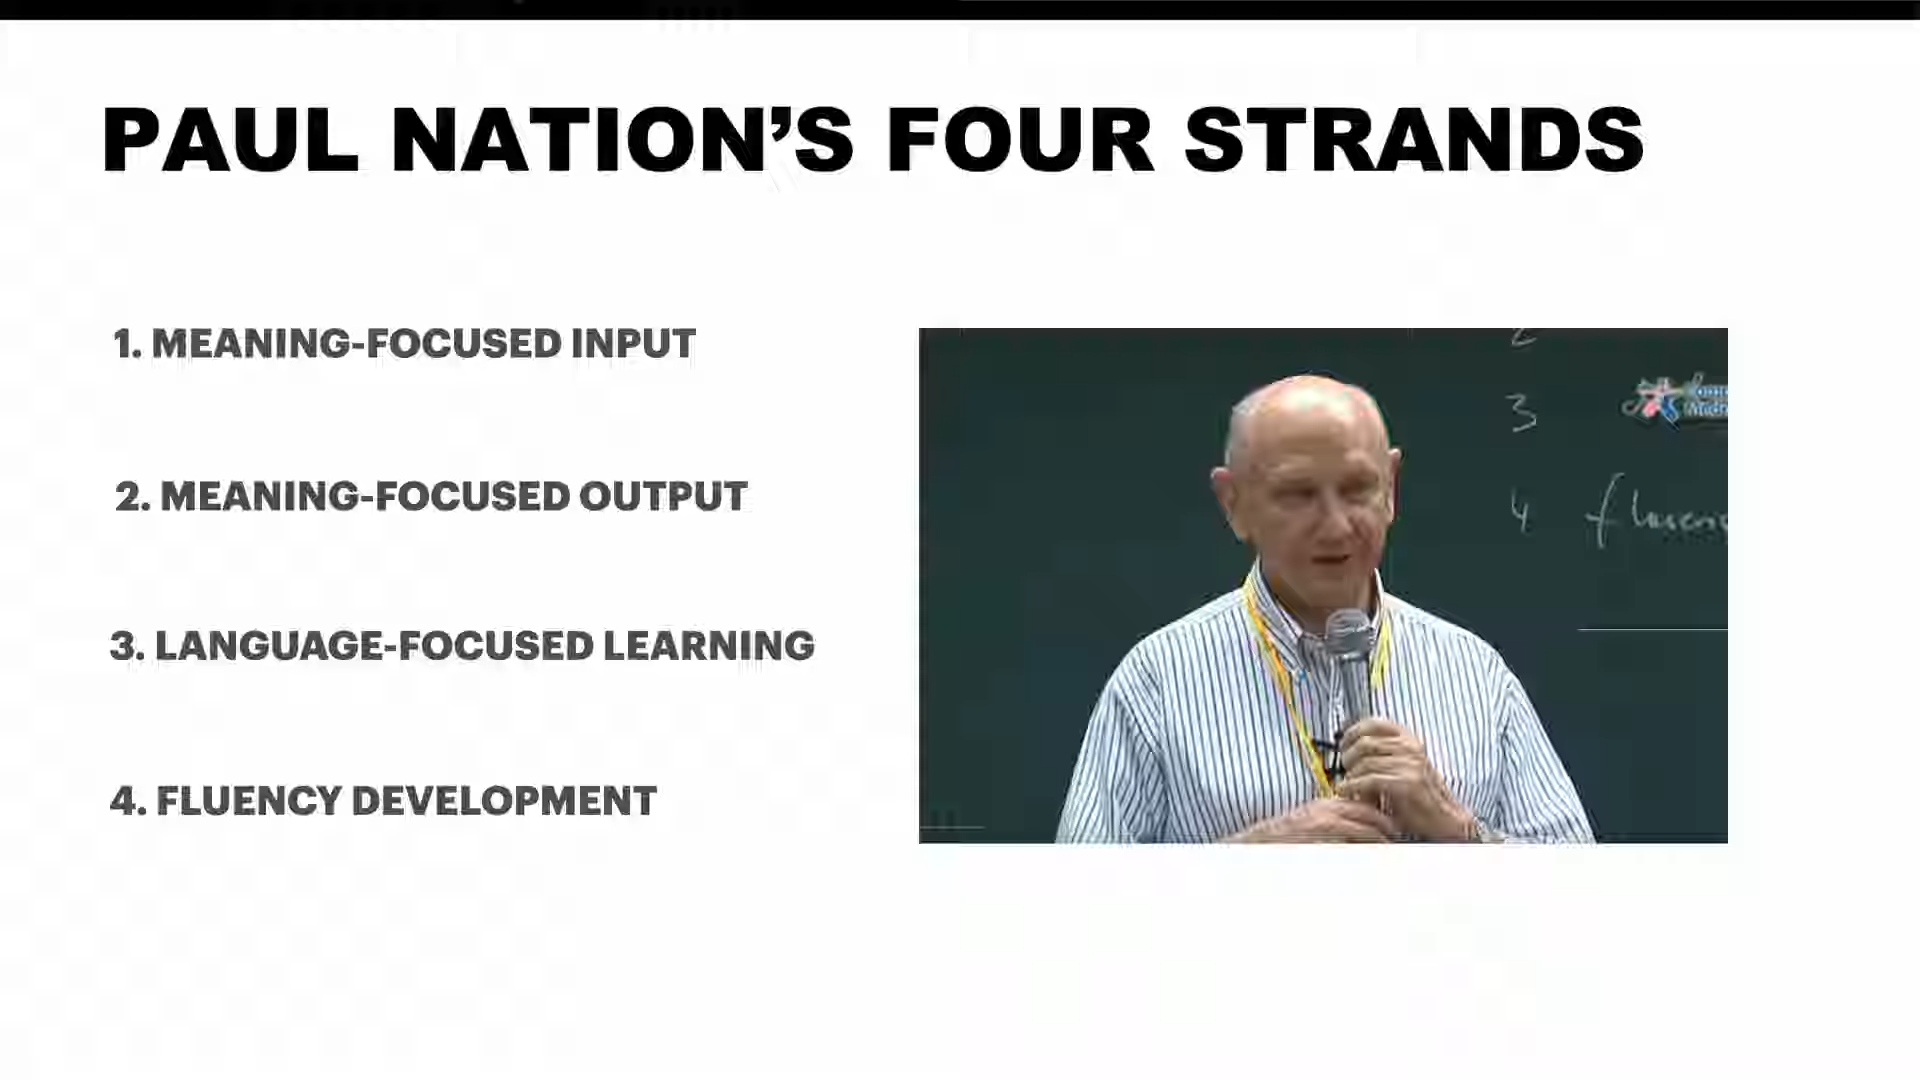 PAUL NATION’S FOUR STRANDS
1. MEANING-FOCUSED INPUT
2. MEANING-FOCUSED OUTPUT
3. LANGUAGE-FOCUSED LEARNING
4. FLUENCY DEVELOPMENT
2
3
4